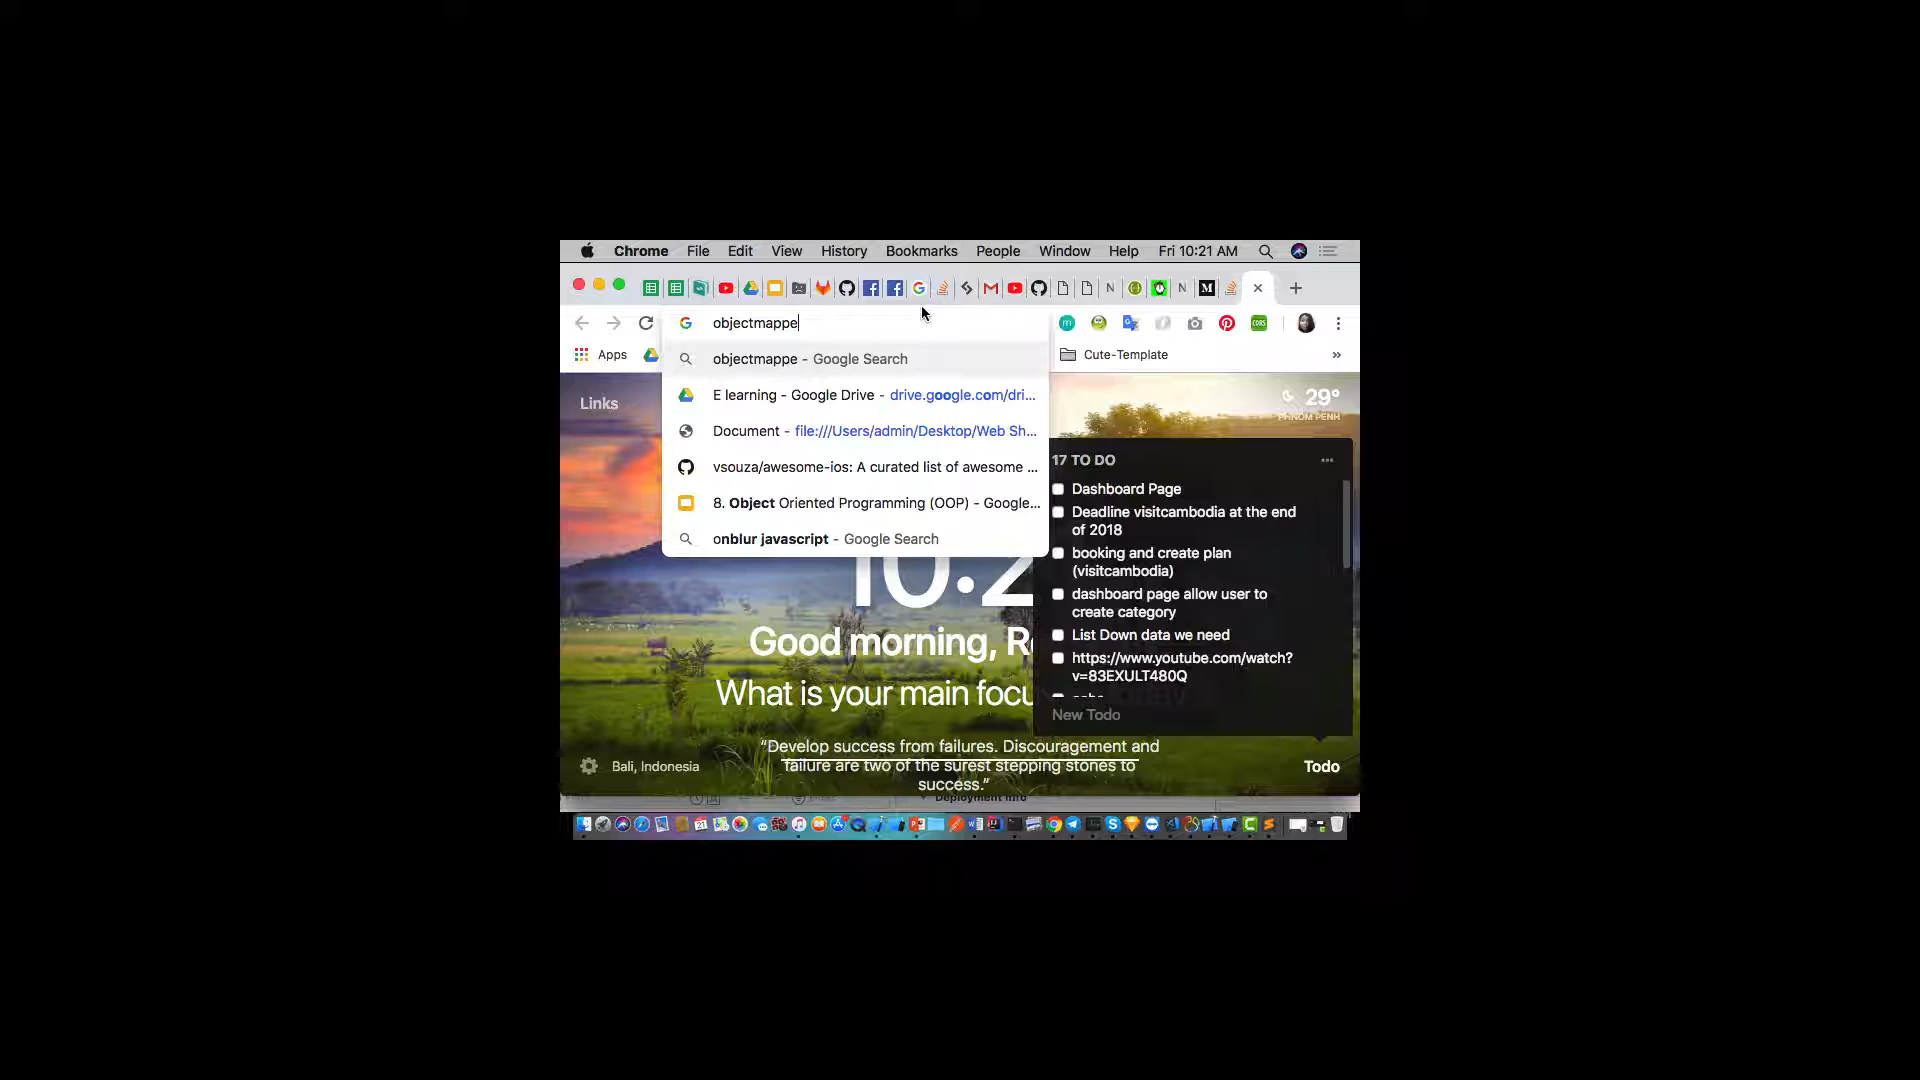 Chrome File Edit View History Bookmarks People Window Help Fri 10:21 AM
objectmappe
Apps
Cute-Template
objectmappe - Google Search
E learning - Google Drive - drive.google.com/dri...
Document - file:///Users/admin/Desktop/Web Sh...
vsouza/awesome-ios: A curated list of awesome ...
8. Object Oriented Programming (OOP) - Google...
onblur javascript - Google Search
Links
29°
PHNOM PENH
17 TO DO
Dashboard Page
Deadline visitcambodia at the end
of 2018
booking and create plan
(visitcambodia)
dashboard page allow user to
create category
List Down data we need
https://www.youtube.com/watch?
v=83EXULT480Q
New Todo
10:2
Good morning, R
What is your main focu
“Develop success from failures. Discouragement and
failure are two of the surest stepping stones to
success.”
Bali, Indonesia
Todo
Deployment Info